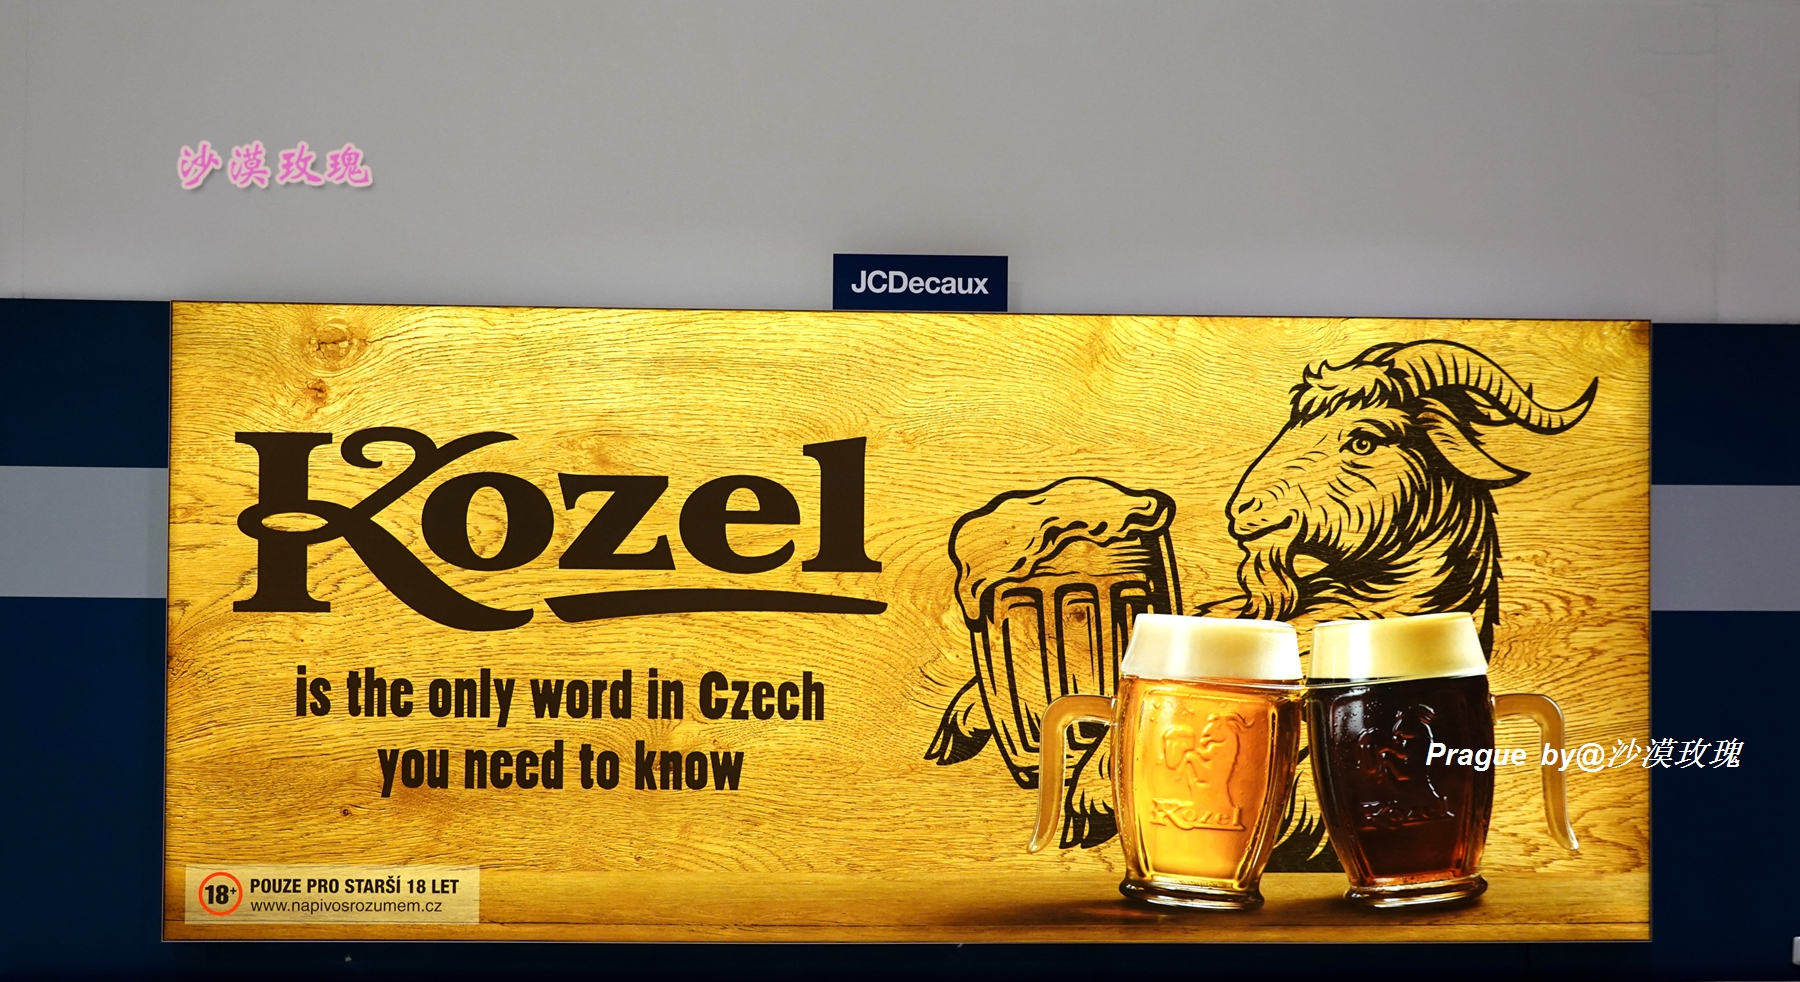 沙漠玫瑰
JCDecaux
Kozel
is the only word in Czech
you need to know
Kozel
Kozel
Prague by@沙漠玫瑰
18+ POUZE PRO STARŠÍ 18 LET
www.napivosrozumem.cz